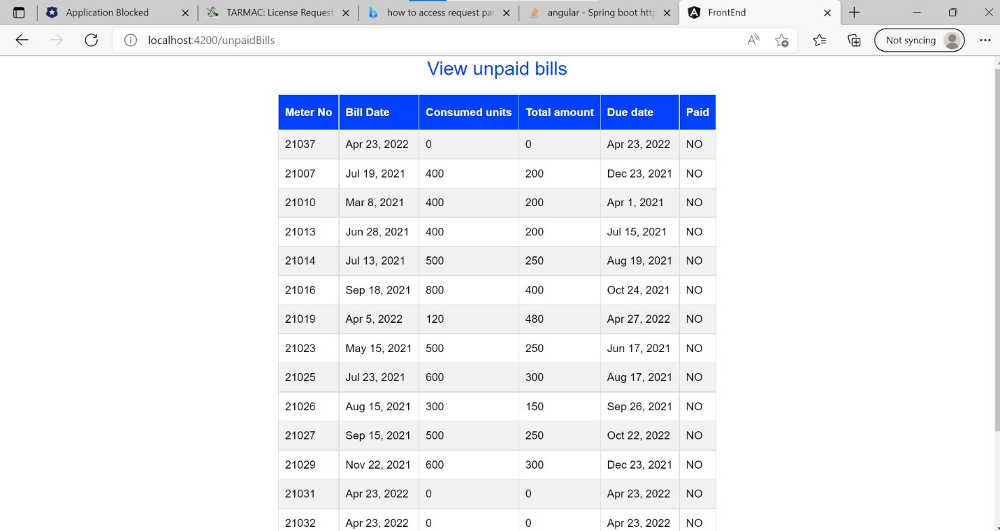 Application Blocked TARMAC: License Request how to access request par angular - Spring boot http FrontEnd
localhost:4200/unpaidBills Not syncing
View unpaid bills
Meter No Bill Date Consumed units Total amount Due date Paid
21037 Apr 23, 2022 0 0 Apr 23, 2022 NO
21007 Jul 19, 2021 400 200 Dec 23, 2021 NO
21010 Mar 8, 2021 400 200 Apr 1, 2021 NO
21013 Jun 28, 2021 400 200 Jul 15, 2021 NO
21014 Jul 13, 2021 500 250 Aug 19, 2021 NO
21016 Sep 18, 2021 800 400 Oct 24, 2021 NO
21019 Apr 5, 2022 120 480 Apr 27, 2022 NO
21023 May 15, 2021 500 250 Jun 17, 2021 NO
21025 Jul 23, 2021 600 300 Aug 17, 2021 NO
21026 Aug 15, 2021 300 150 Sep 26, 2021 NO
21027 Sep 15, 2021 500 250 Oct 22, 2022 NO
21029 Nov 22, 2021 600 300 Dec 23, 2021 NO
21031 Apr 23, 2022 0 0 Apr 23, 2022 NO
21032 Apr 23, 2022 0 0 Apr 23, 2022 NO